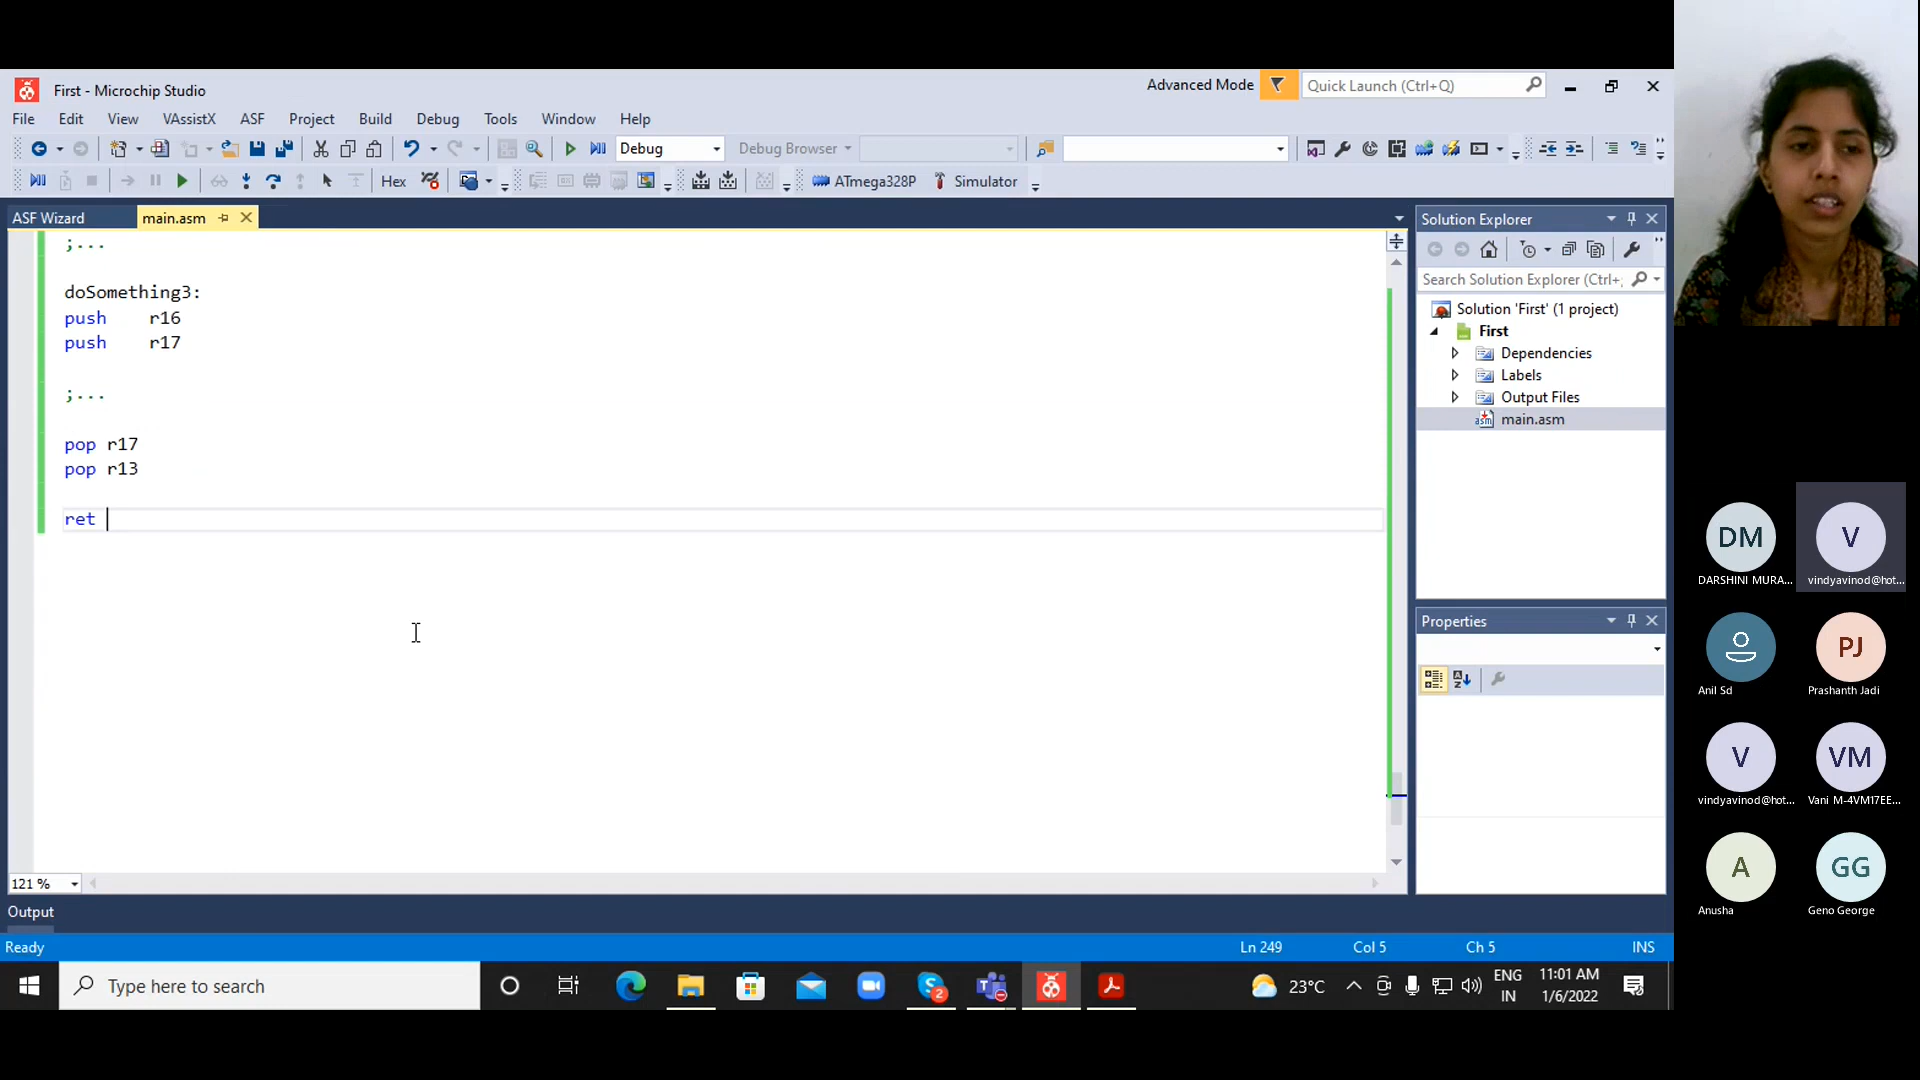 First - Microchip Studio
Advanced Mode
Quick Launch (Ctrl+Q)
File Edit View VAssistX ASF Project Build Debug Tools Window Help
Debug
Debug Browser
Hex
ATmega328P
Simulator
ASF Wizard
main.asm
;...
doSomething3:
push r16
push r17
;...
pop r17
pop r13
ret
121 %
Solution Explorer
Search Solution Explorer (Ctrl+;
Solution 'First' (1 project)
First
Dependencies
Labels
Output Files
main.asm
Properties
Output
Ready
Ln 249
Col 5
Ch 5
INS
Type here to search
2
23°C
ENG
IN
11:01 AM
1/6/2022
DM
DARSHINI MURA...
V
vindyavinod@hot...
Anil Sd
PJ
Prashanth Jadi
V
vindyavinod@hot...
VM
Vani M-4VM17EE...
A
Anusha
GG
Geno George